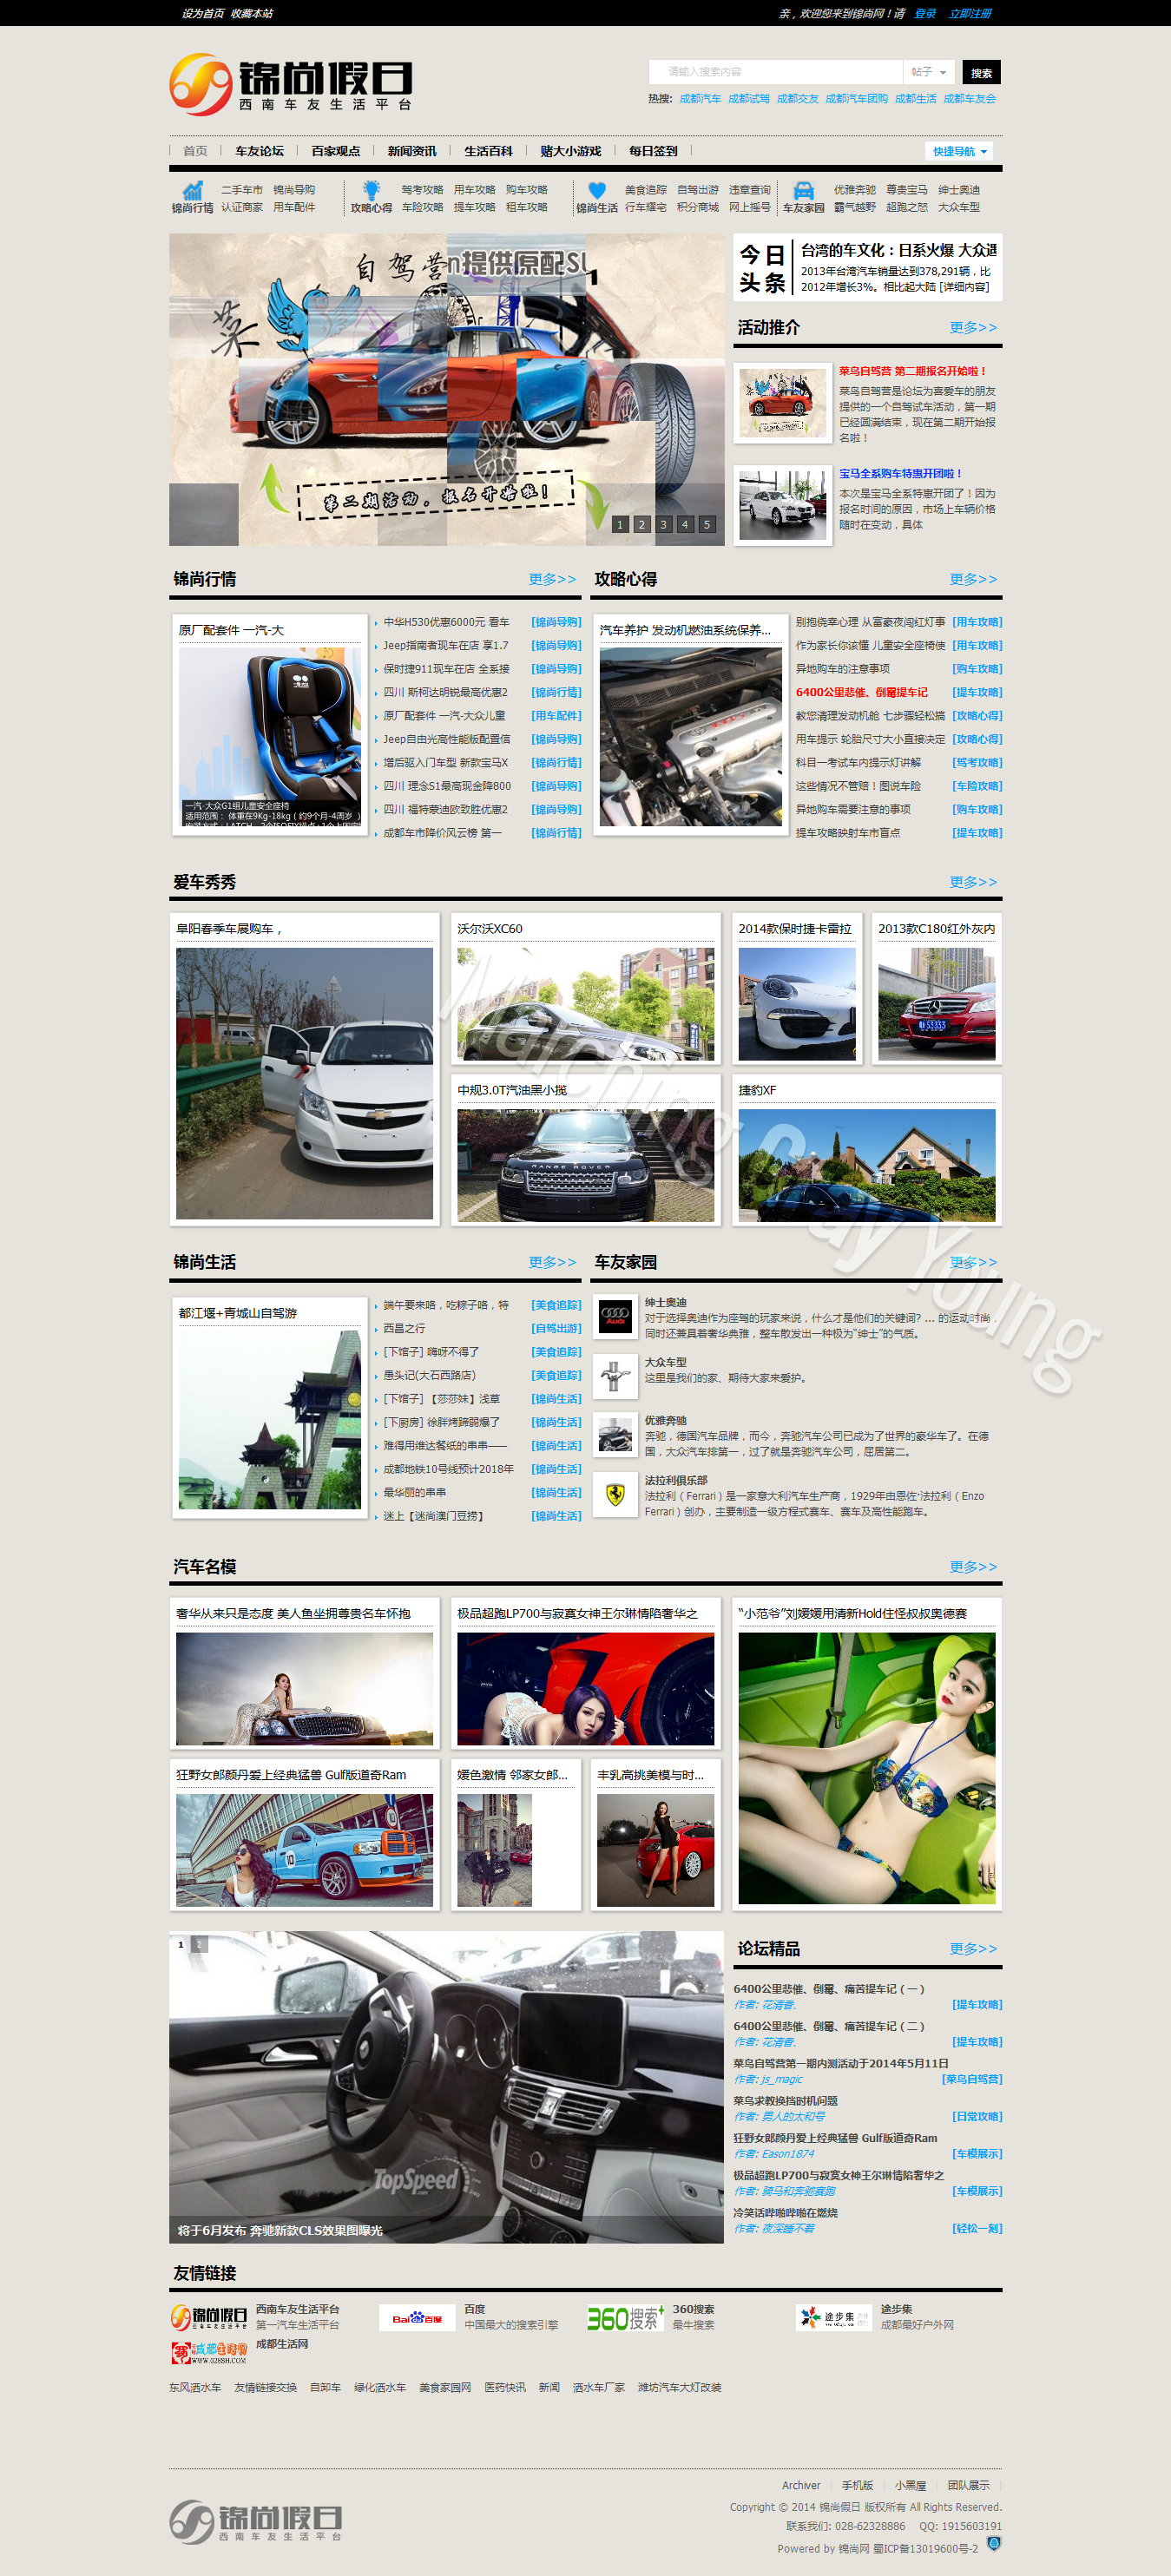 设为首页 收藏本站
亲，欢迎您来到锦尚网！请 登录 立即注册
锦尚假日
西南车友生活平台
请输入搜索内容 帖子 搜索
热搜: 成都汽车 成都试驾 成都交友 成都汽车团购 成都生活 成都车友会
首页 车友论坛 百家观点 新闻资讯 生活百科 赌大小游戏 每日签到 快捷导航
锦尚行情 二手车市 锦尚导购
认证商家 用车配件
攻略心得 驾考攻略 用车攻略 购车攻略
车险攻略 提车攻略 租车攻略
锦尚生活 美食追踪 自驾出游 违章查询
行车耀宅 积分商城 网上摇号
车友家园 优雅奔驰 尊贵宝马 绅士奥迪
霸气越野 超跑之怒 大众车型
菜
自驾营
n提供原配SU
第二期活动，报名开始啦！
1 2 3 4 5
今日头条
台湾的车文化：日系火爆 大众遇
2013年台湾汽车销量达到378,291辆，比
2012年增长3%。相比起大陆 [详细内容]
活动推介 更多>>
菜鸟自驾营 第二期报名开始啦！
菜鸟自驾营是论坛为喜爱车的朋友
提供的一个自驾试车活动，第一期
已经圆满结束，现在第二期开始报
名啦！
宝马全系购车特惠开团啦！
本次是宝马全系特惠开团了！因为
报名时间的原因，市场上车辆价格
随时在变动，具体
锦尚行情 更多>>
原厂配套件 一汽-大
一汽-大众G1组儿童安全座椅
适用范围： 体重在9Kg-18kg（约9个月-4周岁 ）
中华H530优惠6000元 看车 [锦尚导购]
Jeep指南者现车在店 享1.7 [锦尚导购]
保时捷911现车在店 全系接 [锦尚导购]
四川 斯柯达明锐最高优惠2 [锦尚行情]
原厂配套件 一汽-大众儿童 [用车配件]
Jeep自由光高性能版配置信 [锦尚导购]
增后驱入门车型 新款宝马X [锦尚行情]
四川 理念S1最高现金降800 [锦尚导购]
四川 福特蒙迪欧致胜优惠2 [锦尚导购]
成都车市降价风云榜 第一 [锦尚行情]
攻略心得 更多>>
汽车养护 发动机燃油系统保养...
别抱侥幸心理 从富豪夜闯红灯事 [用车攻略]
作为家长你该懂 儿童安全座椅使 [用车攻略]
异地购车的注意事项 [购车攻略]
6400公里悲催、倒霉提车记 [提车攻略]
教您清理发动机舱 七步骤轻松搞 [攻略心得]
用车提示 轮胎尺寸大小直接决定 [攻略心得]
科目一考试车内提示灯讲解 [驾考攻略]
这些情况不管赔！图说车险 [车险攻略]
异地购车需要注意的事项 [购车攻略]
提车攻略映射车市盲点 [提车攻略]
爱车秀秀 更多>>
阜阳春季车展购车，
沃尔沃XC60
2014款保时捷卡雷拉
2013款C180红外灰内
中规3.0T汽油黑小揽
RANGE ROVER
捷豹XF
Young
锦尚生活 更多>>
都江堰+青城山自驾游
端午要来咯，吃粽子咯，特 [美食追踪]
西昌之行 [自驾出游]
[下馆子] 嗨呀不得了 [美食追踪]
愚头记(大石西路店) [美食追踪]
[下馆子] 【莎莎妹】浅草 [锦尚生活]
[下厨房] 徐胖烤蹄弱爆了 [锦尚生活]
难得用维达餐纸的串串—— [锦尚生活]
成都地铁10号线预计2018年 [锦尚生活]
最华丽的串串 [锦尚生活]
迷上【迷尚澳门豆捞】 [锦尚生活]
车友家园 更多>>
绅士奥迪
对于选择奥迪作为座驾的玩家来说，什么才是他们的关键词? ... 的运动时尚，
同时还兼具着奢华典雅，整车散发出一种极为“绅士”的气质。
大众车型
这里是我们的家、期待大家来爱护。
优雅奔驰
奔驰，德国汽车品牌，而今，奔驰汽车公司已成为了世界的豪华车了。在德
国，大众汽车排第一，过了就是奔驰汽车公司，屈居第二。
法拉利俱乐部
法拉利（Ferrari）是一家意大利汽车生产商，1929年由恩佐·法拉利（Enzo
Ferrari）创办，主要制造一级方程式赛车、赛车及高性能跑车。
汽车名模 更多>>
奢华从来只是态度 美人鱼坐拥尊贵名车怀抱
极品超跑LP700与寂寞女神王尔琳情陷奢华之
“小范爷”刘媛媛用清新Hold住怪叔叔奥德赛
狂野女郎颜丹爱上经典猛兽 Gulf版道奇Ram
媛色激情 邻家女郎...
丰乳高挑美模与时...
1 2
TopSpeed
将于6月发布 奔驰新款CLS效果图曝光
论坛精品 更多>>
6400公里悲催、倒霉、痛苦提车记（一）
作者: 花清香、 [提车攻略]
6400公里悲催、倒霉、痛苦提车记（二）
作者: 花清香、 [提车攻略]
菜鸟自驾营第一期内测活动于2014年5月11日
作者: js_magic [菜鸟自驾营]
菜鸟求教换挡时机问题
作者: 男人的太和号 [日常攻略]
狂野女郎颜丹爱上经典猛兽 Gulf版道奇Ram
作者: Eason1874 [车模展示]
极品超跑LP700与寂寞女神王尔琳情陷奢华之
作者: 骑马和奔驰赛跑 [车模展示]
冷笑话哔啪哔啪在燃烧
作者: 夜深睡不着 [轻松一刻]
友情链接
锦尚假日 西南车友生活平台
第一汽车生活平台
Bai百度 百度
中国最大的搜索引擎
360搜索 360搜索
最牛搜索
途步集 途步集
成都最好户外网
成都生活网 WWW.028SH.COM 成都生活网
东风洒水车 友情链接交换 自卸车 绿化洒水车 美食家园网 医药快讯 新闻 洒水车厂家 潍坊汽车大灯改装
Archiver 手机版 小黑屋 团队展示
锦尚假日
西南车友生活平台
Copyright © 2014 锦尚假日 版权所有 All Rights Reserved.
联系我们: 028-62328886 QQ: 1915603191
Powered by 锦尚网 蜀ICP备13019600号-2